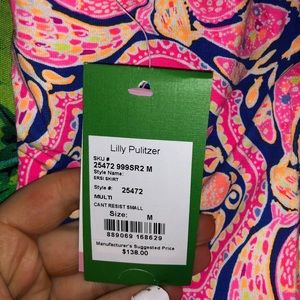 Lilly Pulitzer
SKU #
25472 999SR2 M
Style Name:
ERSI SHIRT
Style #: 25472
MULTI
CANT RESIST SMALL
Size: M
889069 168629
Manufacturer's Suggested Price
$138.00